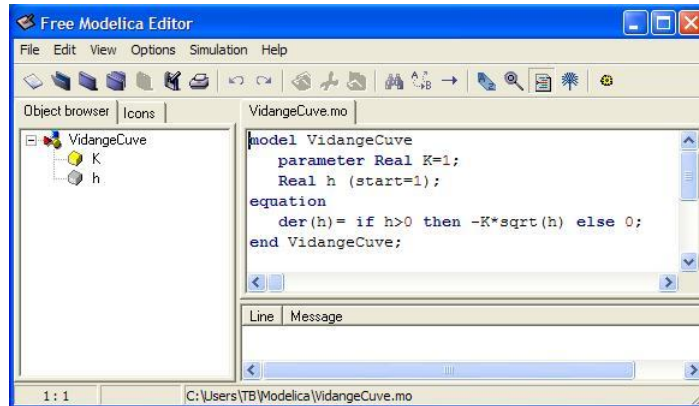 Free Modelica Editor
File Edit View Options Simulation Help
Object browser Icons
VidangeCuve
K
h
VidangeCuve.mo
model VidangeCuve
parameter Real K=1;
Real h (start=1);
equation
der(h)= if h>0 then -K*sqrt(h) else 0;
end VidangeCuve;
Line Message
1: 1 C:\Users\TB\Modelica\VidangeCuve.mo